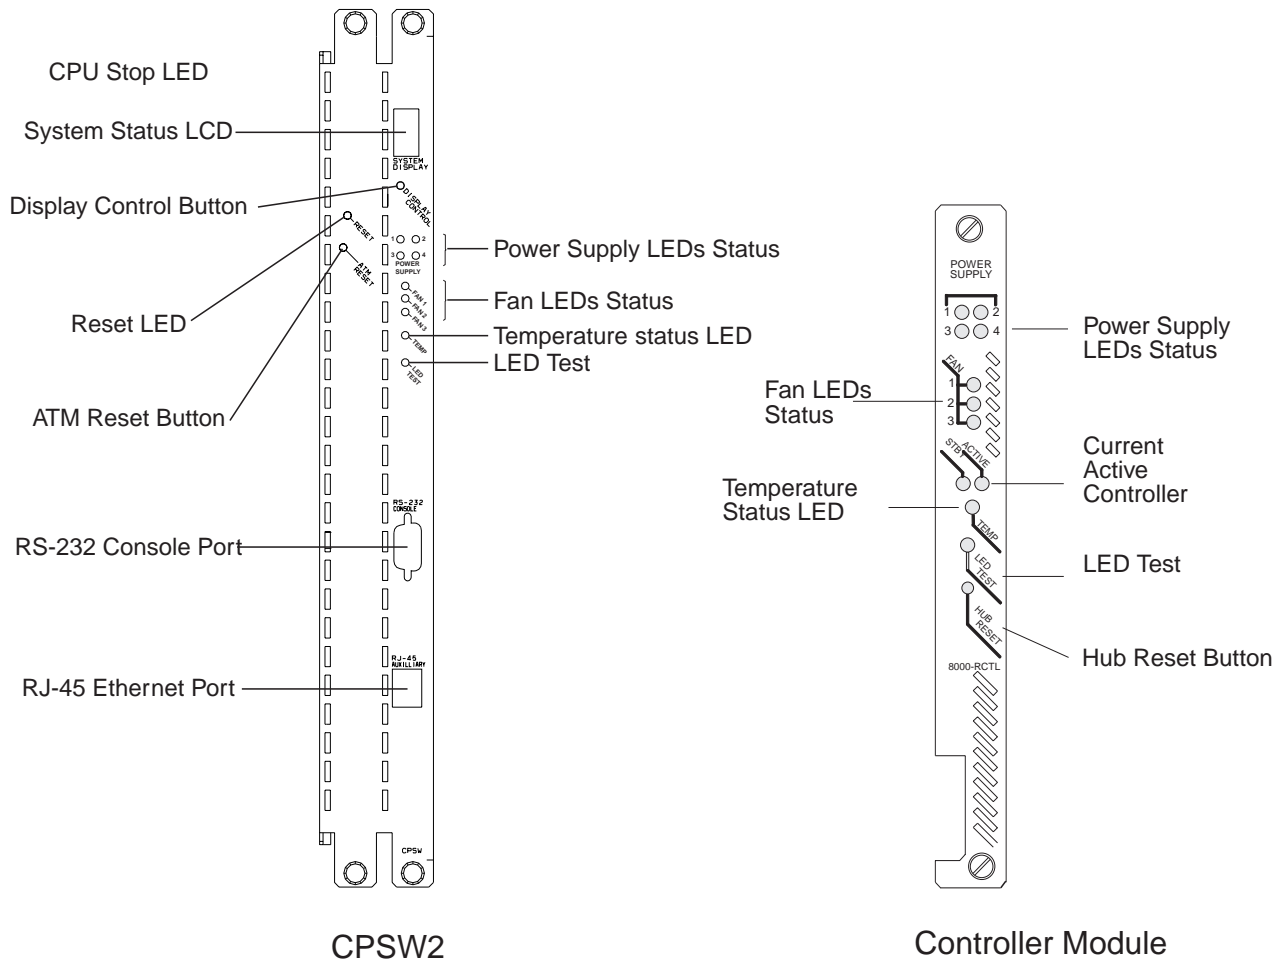 CPU Stop LED
System Status LCD
SYSTEM
DISPLAY
Display Control Button
DISPLAY
CONTROL
RESET
ATM
RESET
1
2
3
4
POWER
SUPPLY
Power Supply LEDs Status
FAN 1
FAN 2
FAN 3
Fan LEDs Status
Reset LED
TEMP
Temperature status LED
LED
TEST
LED Test
ATM Reset Button
RS-232
CONSOLE
RS-232 Console Port
RJ-45
AUXILLIARY
RJ-45 Ethernet Port
CPSW
CPSW2
POWER
SUPPLY
1
2
3
4
Power Supply
LEDs Status
FAN
1
2
3
Fan LEDs
Status
STBY
ACTIVE
Current
Active
Controller
Temperature
Status LED
TEMP
LED
TEST
LED Test
HUB
RESET
Hub Reset Button
8000-RCTL
Controller Module